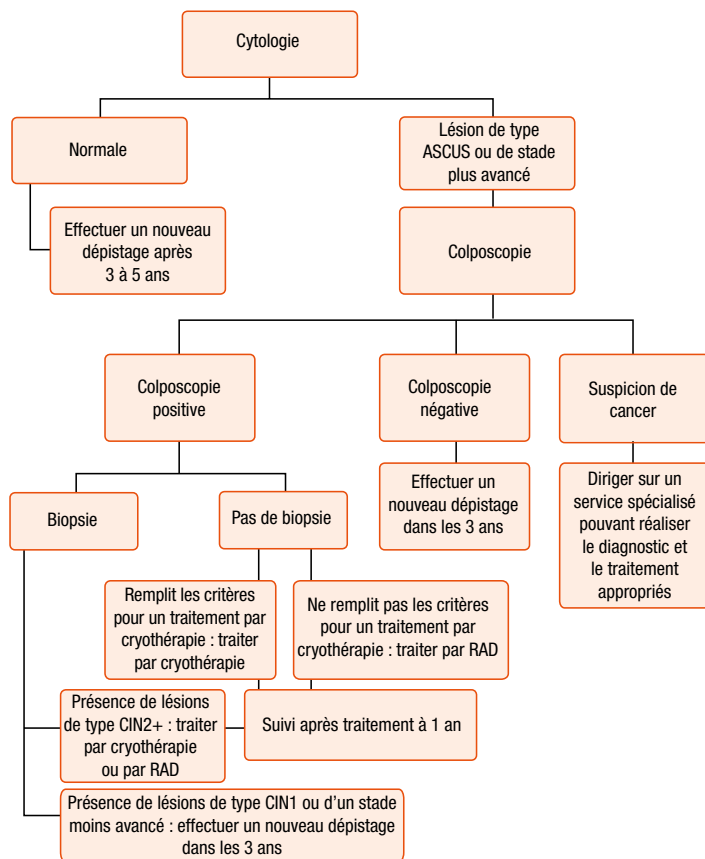 Cytologie
Normale
Lésion de type
ASCUS ou de stade
plus avancé
Effectuer un nouveau
dépistage après
3 à 5 ans
Colposcopie
Colposcopie
positive
Colposcopie
négative
Suspicion de
cancer
Effectuer un
nouveau dépistage
dans les 3 ans
Diriger sur un
service spécialisé
pouvant réaliser
le diagnostic et
le traitement
appropriés
Biopsie
Pas de biopsie
Remplit les critères
pour un traitement par
cryothérapie : traiter
par cryothérapie
Ne remplit pas les critères
pour un traitement par
cryothérapie : traiter par RAD
Présence de lésions
de type CIN2+ : traiter
par cryothérapie
ou par RAD
Suivi après traitement à 1 an
Présence de lésions de type CIN1 ou d'un stade
moins avancé : effectuer un nouveau dépistage
dans les 3 ans